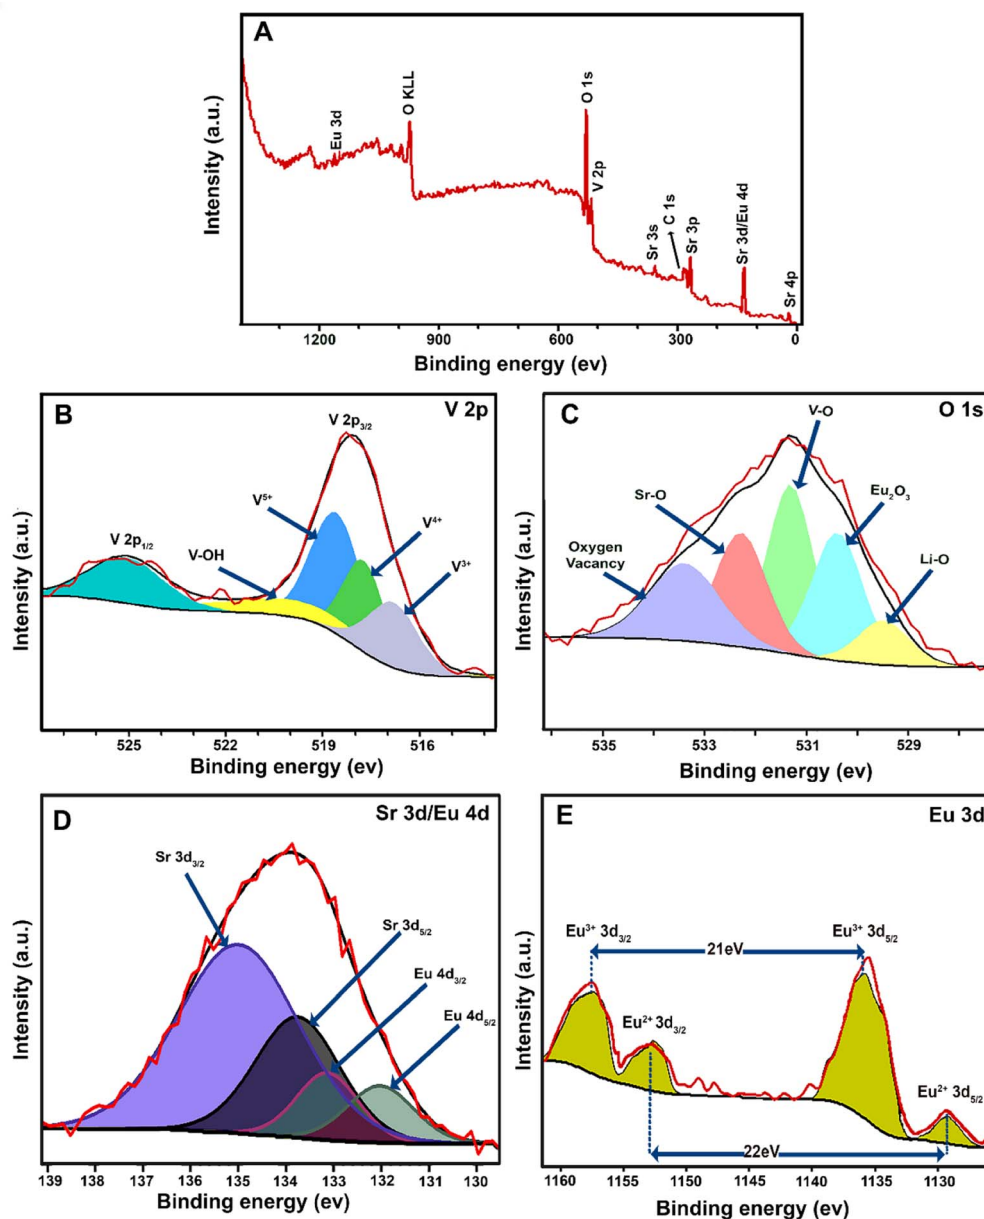 A
Intensity (a.u.)
Eu 3d
O KLL
O 1s
V 2p
Sr 3s
C 1s
Sr 3p
Sr 3d/Eu 4d
Sr 4p
1200 900 600 300 0
Binding energy (ev)
B
V 2p
Intensity (a.u.)
V 2p3/2
V5+
V4+
V 2p1/2
V-OH
V3+
525 522 519 516
Binding energy (ev)
C
O 1s
Intensity (a.u.)
V-O
Sr-O
Eu2O3
Oxygen
Vacancy
Li-O
535 533 531 529
Binding energy (ev)
D
Sr 3d/Eu 4d
Intensity (a.u.)
Sr 3d3/2
Sr 3d5/2
Eu 4d3/2
Eu 4d5/2
139 138 137 136 135 134 133 132 131 130
Binding energy (ev)
E
Eu 3d
Intensity (a.u.)
Eu3+ 3d3/2
Eu3+ 3d5/2
21eV
Eu2+ 3d3/2
Eu2+ 3d5/2
22eV
1160 1155 1150 1145 1140 1135 1130
Binding energy (ev)